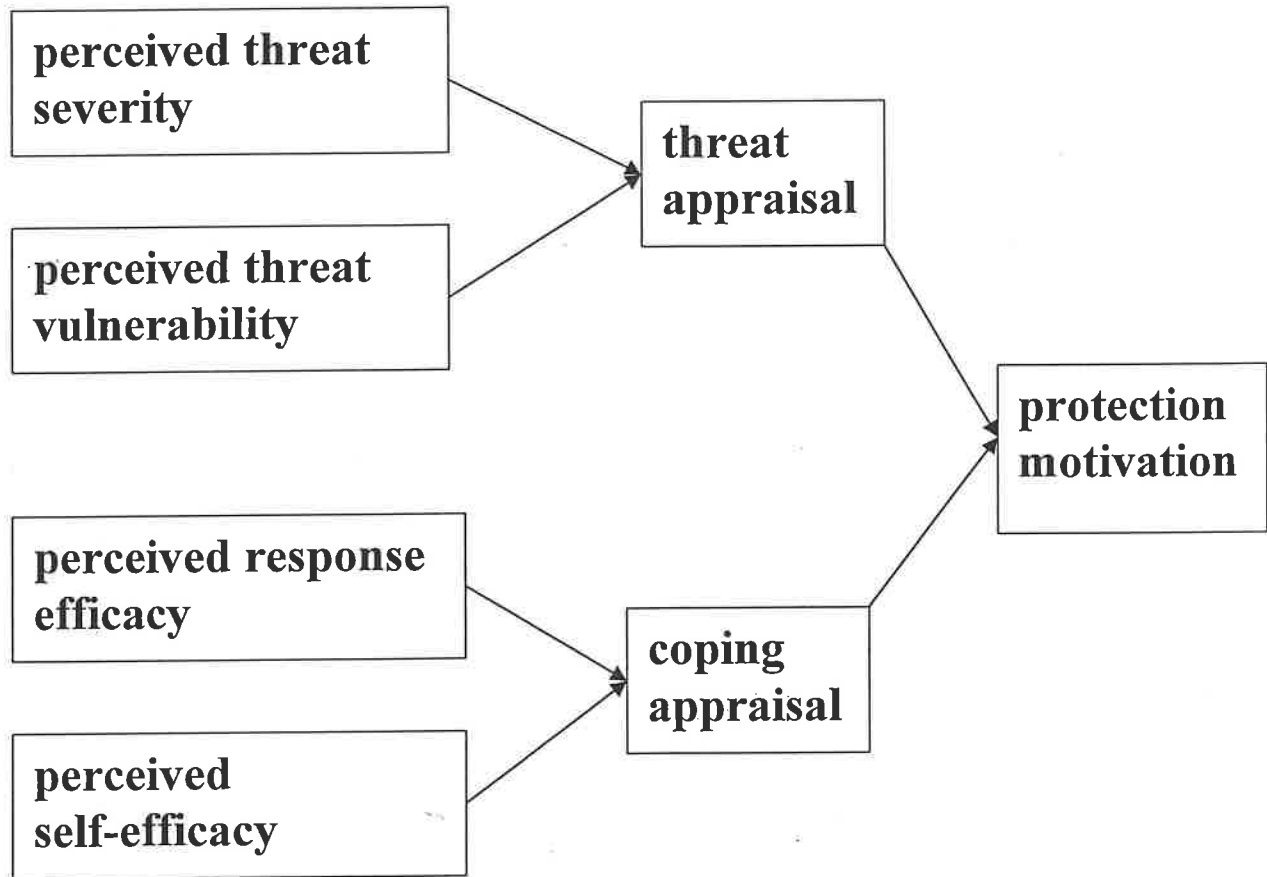 perceived threat
severity
perceived threat
vulnerability
threat
appraisal
protection
motivation
perceived response
efficacy
perceived
self-efficacy
coping
appraisal